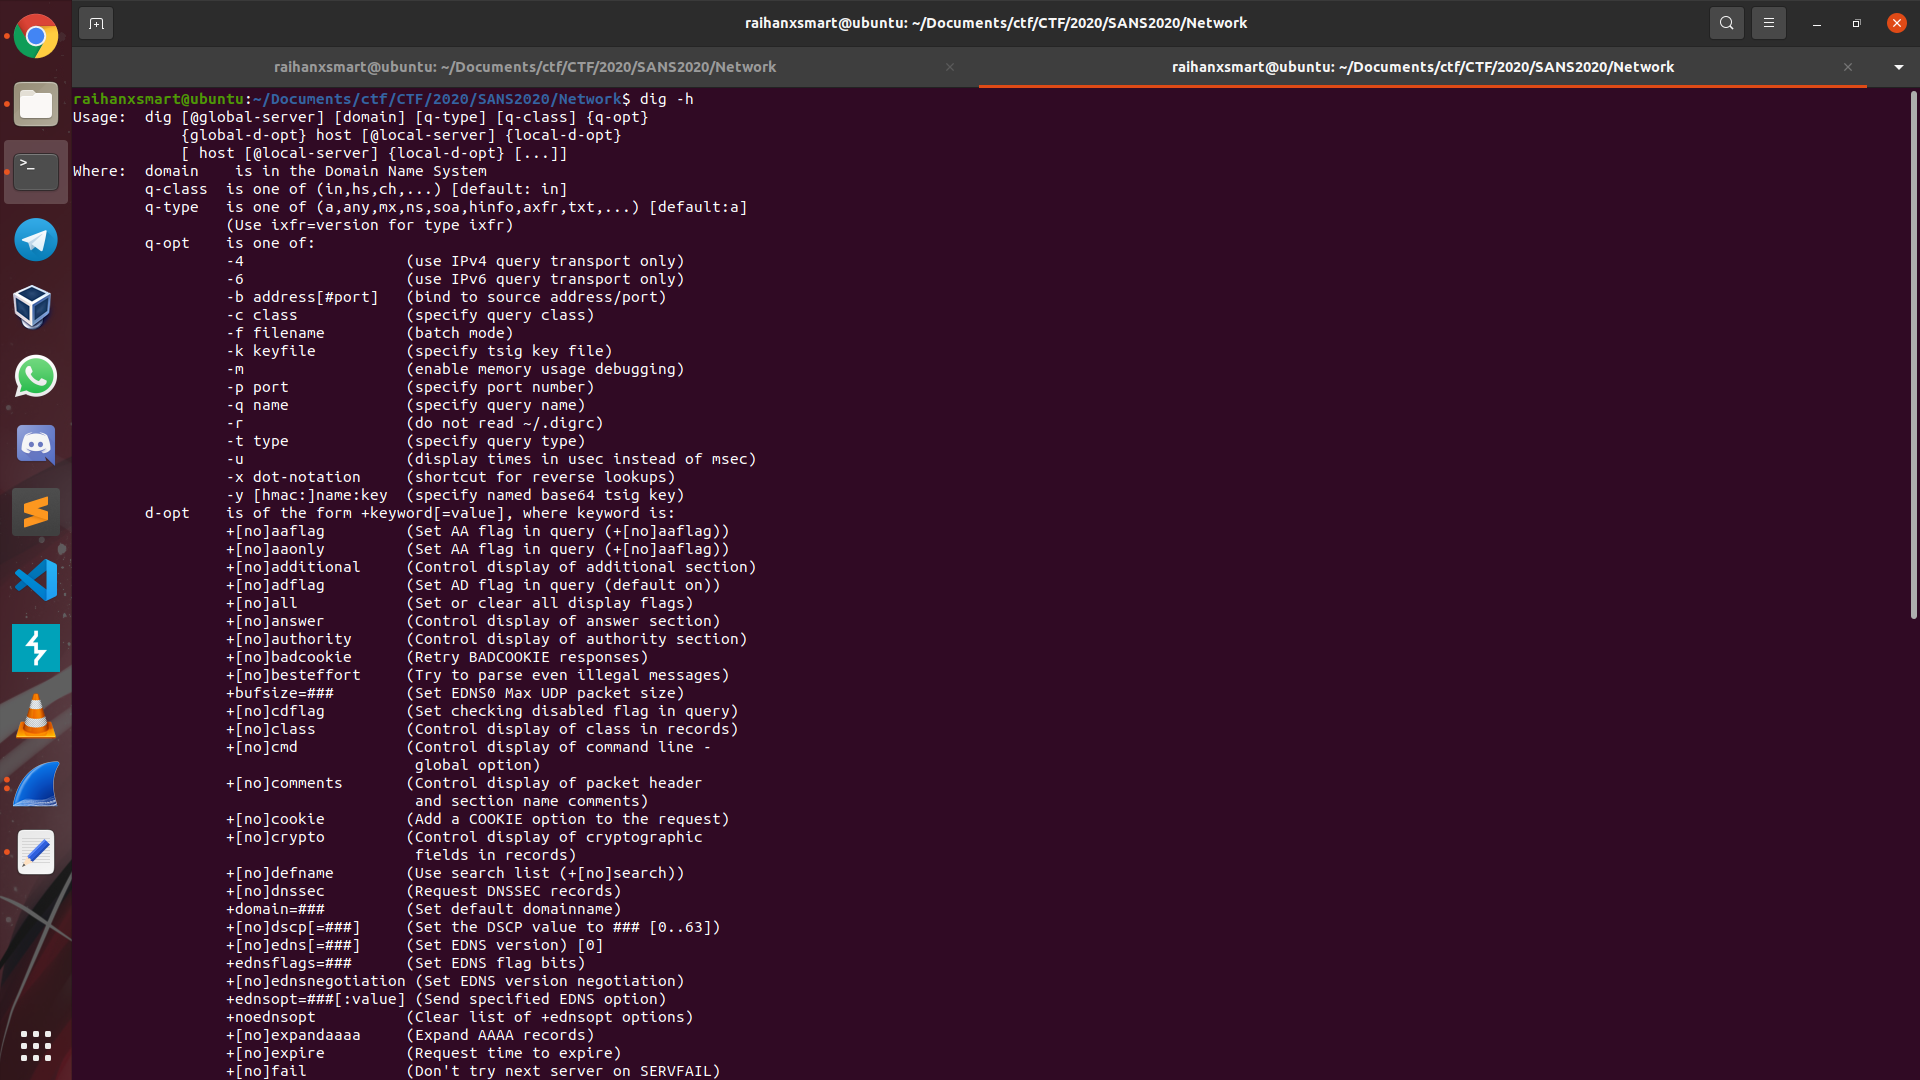 raihanxsmart@ubuntu: ~/Documents/ctf/CTF/2020/SANS2020/Network
raihanxsmart@ubuntu: ~/Documents/ctf/CTF/2020/SANS2020/Network
raihanxsmart@ubuntu: ~/Documents/ctf/CTF/2020/SANS2020/Network
raihanxsmart@ubuntu:~/Documents/ctf/CTF/2020/SANS2020/Network$ dig -h
Usage:  dig [@global-server] [domain] [q-type] [q-class] {q-opt}
            {global-d-opt} host [@local-server] {local-d-opt}
            [ host [@local-server] {local-d-opt} [...]]
Where:  domain    is in the Domain Name System
        q-class  is one of (in,hs,ch,...) [default: in]
        q-type   is one of (a,any,mx,ns,soa,hinfo,axfr,txt,...) [default:a]
                 (Use ixfr=version for type ixfr)
        q-opt    is one of:
                 -4                  (use IPv4 query transport only)
                 -6                  (use IPv6 query transport only)
                 -b address[#port]   (bind to source address/port)
                 -c class            (specify query class)
                 -f filename         (batch mode)
                 -k keyfile          (specify tsig key file)
                 -m                  (enable memory usage debugging)
                 -p port             (specify port number)
                 -q name             (specify query name)
                 -r                  (do not read ~/.digrc)
                 -t type             (specify query type)
                 -u                  (display times in usec instead of msec)
                 -x dot-notation     (shortcut for reverse lookups)
                 -y [hmac:]name:key  (specify named base64 tsig key)
        d-opt    is of the form +keyword[=value], where keyword is:
                 +[no]aaflag         (Set AA flag in query (+[no]aaflag))
                 +[no]aaonly         (Set AA flag in query (+[no]aaflag))
                 +[no]additional     (Control display of additional section)
                 +[no]adflag         (Set AD flag in query (default on))
                 +[no]all            (Set or clear all display flags)
                 +[no]answer         (Control display of answer section)
                 +[no]authority      (Control display of authority section)
                 +[no]badcookie      (Retry BADCOOKIE responses)
                 +[no]besteffort     (Try to parse even illegal messages)
                 +bufsize=###        (Set EDNS0 Max UDP packet size)
                 +[no]cdflag         (Set checking disabled flag in query)
                 +[no]class          (Control display of class in records)
                 +[no]cmd            (Control display of command line -
                                      global option)
                 +[no]comments       (Control display of packet header
                                      and section name comments)
                 +[no]cookie         (Add a COOKIE option to the request)
                 +[no]crypto         (Control display of cryptographic
                                      fields in records)
                 +[no]defname        (Use search list (+[no]search))
                 +[no]dnssec         (Request DNSSEC records)
                 +domain=###         (Set default domainname)
                 +[no]dscp[=###]     (Set the DSCP value to ### [0..63])
                 +[no]edns[=###]     (Set EDNS version) [0]
                 +ednsflags=###      (Set EDNS flag bits)
                 +[no]ednsnegotiation (Set EDNS version negotiation)
                 +ednsopt=###[:value] (Send specified EDNS option)
                 +noednsopt          (Clear list of +ednsopt options)
                 +[no]expandaaaa     (Expand AAAA records)
                 +[no]expire         (Request time to expire)
                 +[no]fail           (Don't try next server on SERVFAIL)